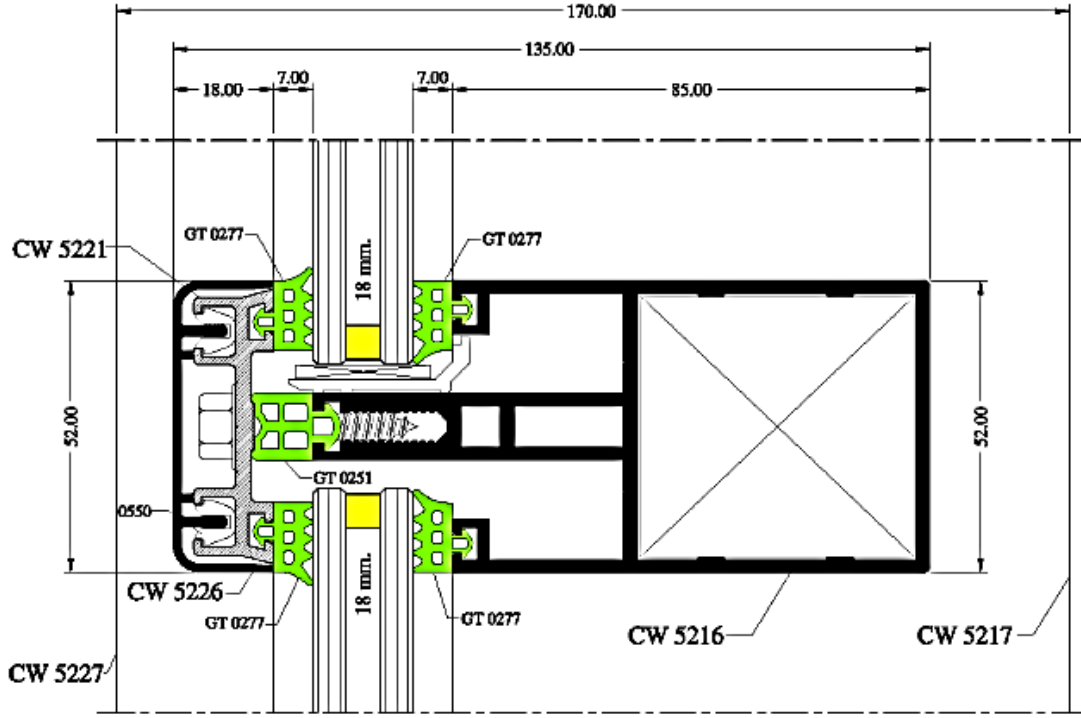 170.00
135.00
18.00
7.00
7.00
85.00
GT 0277
GT 0277
CW 5221
18 mm.
52.00
52.00
GT 0251
0550
CW 5226
GT 0277
18 mm.
GT 0277
CW 5216
CW 5217
CW 5227